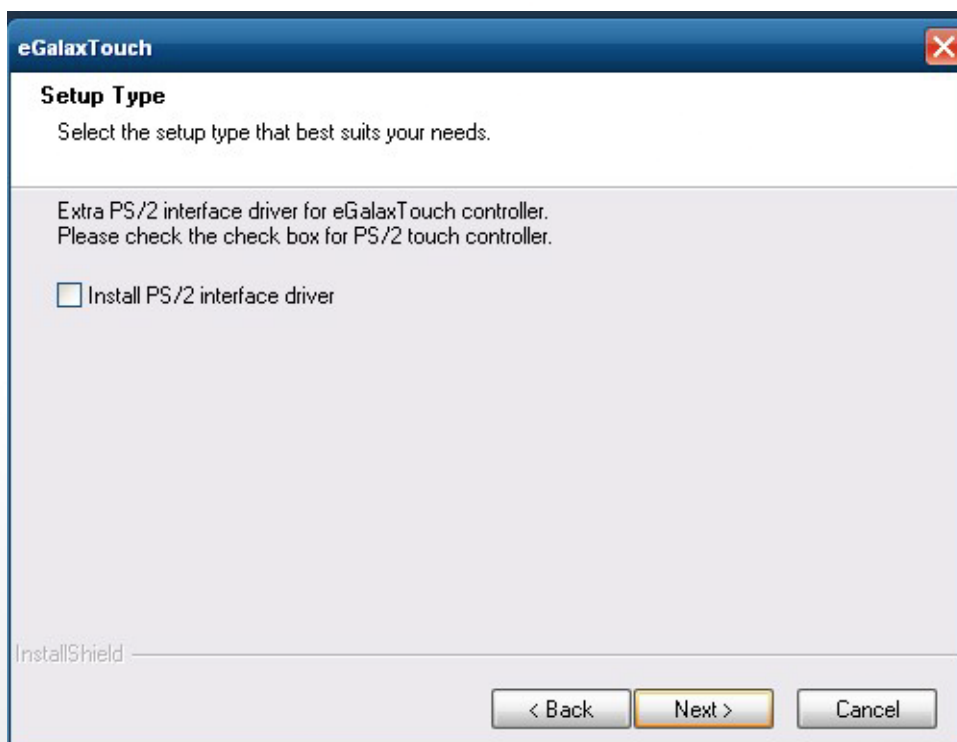 eGalaxTouch
Setup Type
Select the setup type that best suits your needs.
Extra PS/2 interface driver for eGalaxTouch controller.
Please check the check box for PS/2 touch controller.
Install PS/2 interface driver
InstallShield
< Back
Next >
Cancel